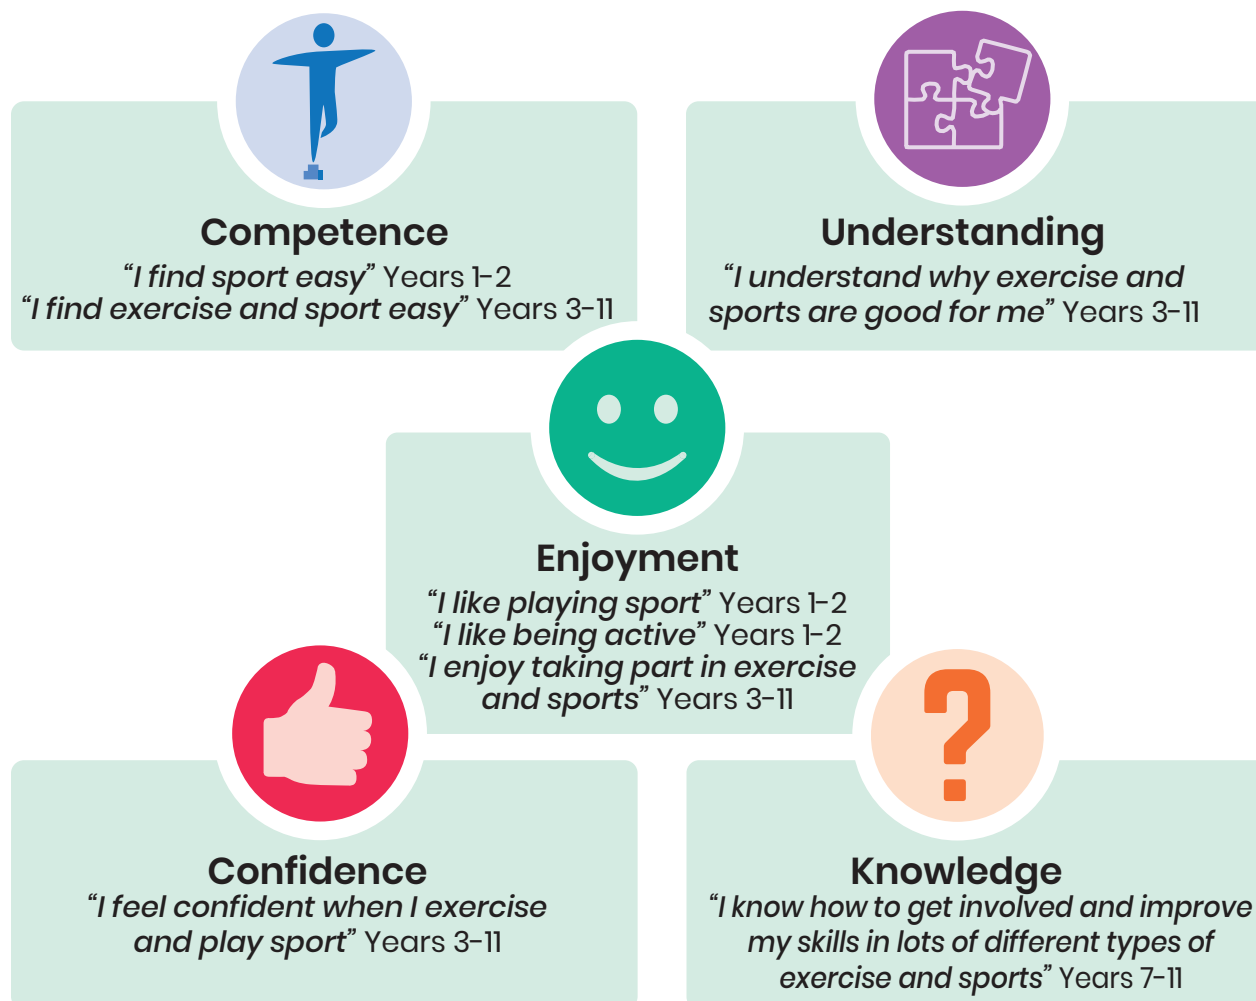 Competence
“I find sport easy” Years 1-2
“I find exercise and sport easy” Years 3-11
Understanding
“I understand why exercise and
sports are good for me” Years 3-11
Enjoyment
“I like playing sport” Years 1-2
“I like being active” Years 1-2
“I enjoy taking part in exercise
and sports” Years 3-11
Confidence
“I feel confident when I exercise
and play sport” Years 3-11
Knowledge
“I know how to get involved and improve
my skills in lots of different types of
exercise and sports” Years 7-11